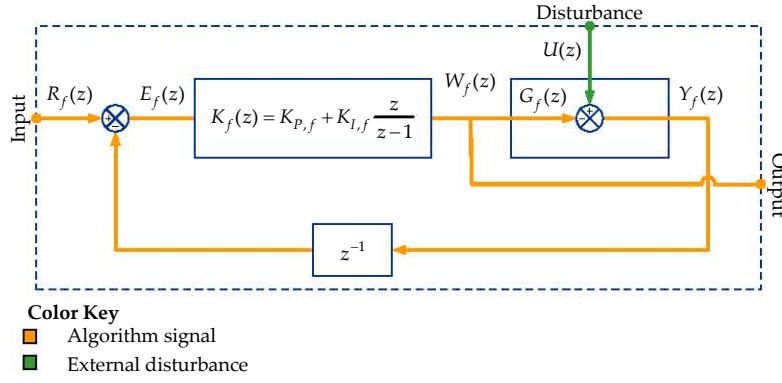 Disturbance
U(z)
Input
R_f(z)
E_f(z)
K_f(z) = K_{P,f} + K_{I,f} \frac{z}{z-1}
W_f(z)
G_f(z)
Y_f(z)
+
−
+
−
Output
z^{-1}
Color Key
Algorithm signal
External disturbance